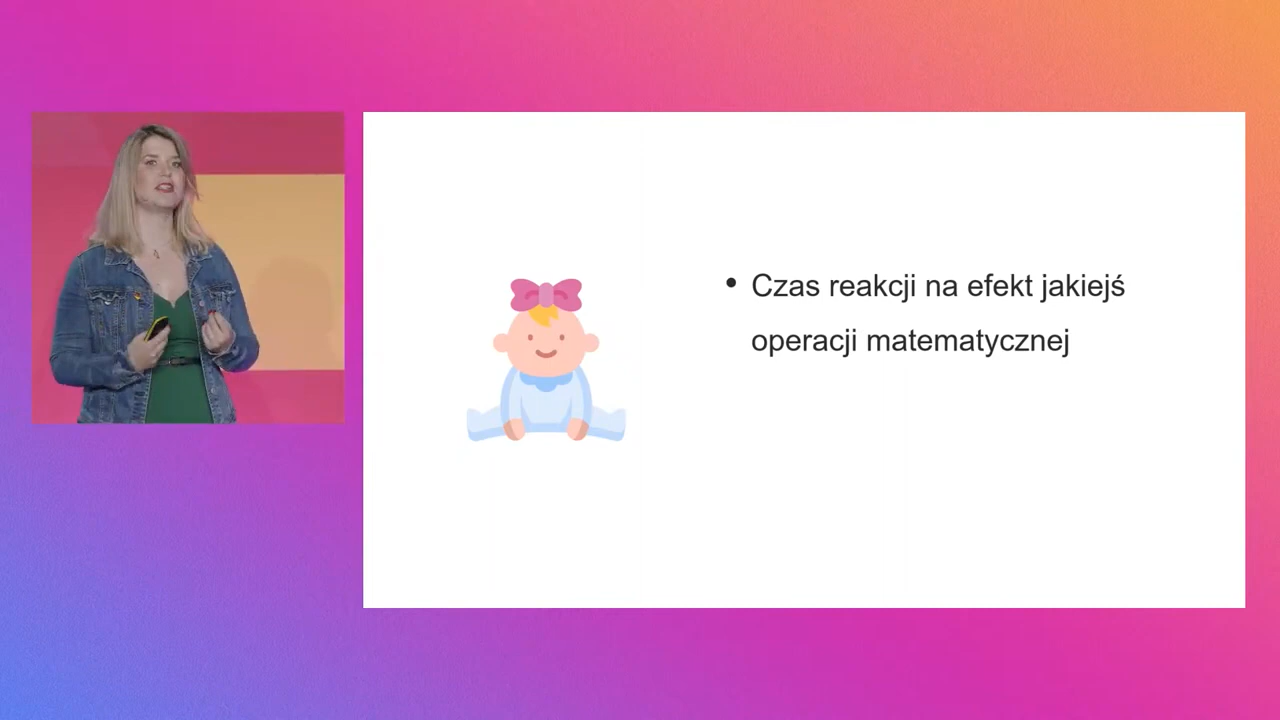 • Czas reakcji na efekt jakiejś
operacji matematycznej